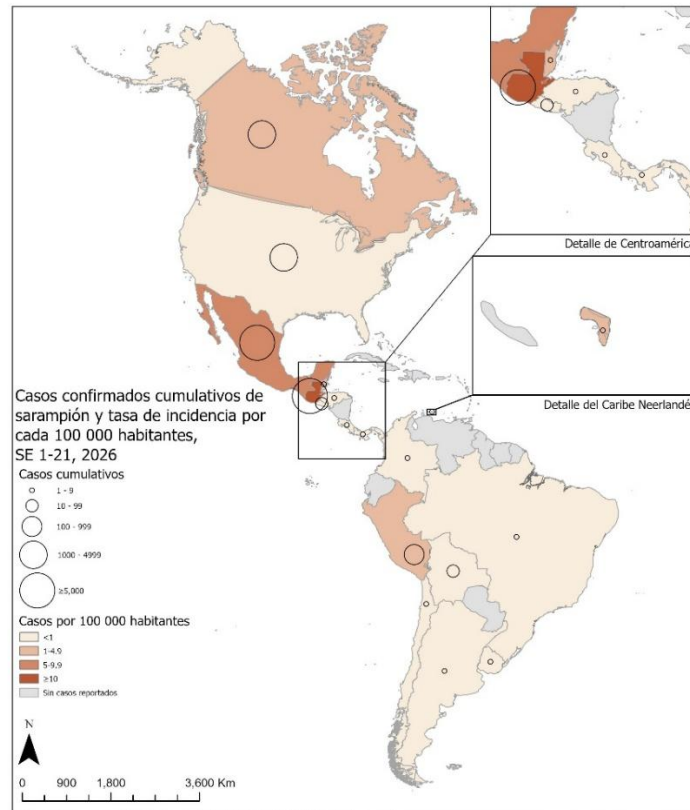 Detalle de Centroaméric
Detalle del Caribe Neerlandé
Casos confirmados cumulativos de
sarampión y tasa de incidencia por
cada 100 000 habitantes,
SE 1-21, 2026
Casos cumulativos
1 - 9
10 - 99
100 - 999
1000 - 4999
≥5,000
Casos por 100 000 habitantes
<1
1-4.9
5-9.9
≥10
Sin casos reportados
N
0 900 1,800 3,600 Km